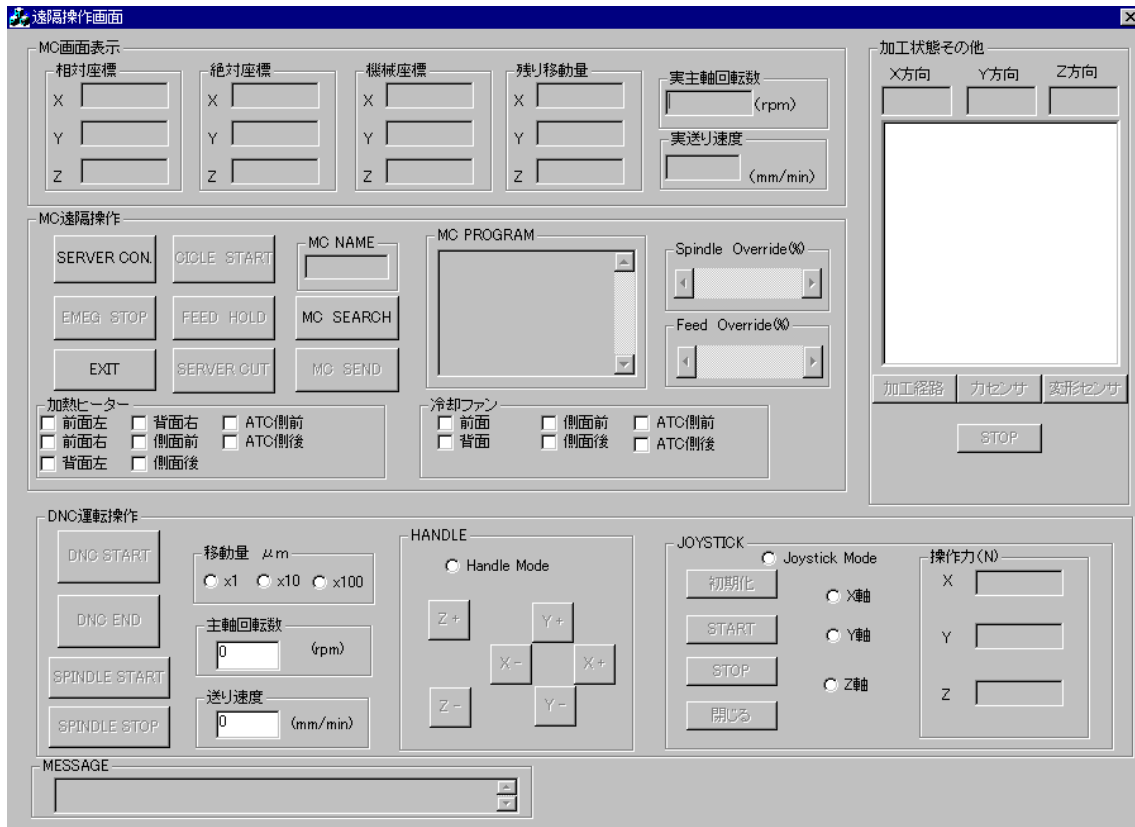 遠隔操作画面
MC画面表示
相対座標
X
Y
Z
絶対座標
X
Y
Z
機械座標
X
Y
Z
残り移動量
X
Y
Z
実主軸回転数
(rpm)
実送り速度
(mm/min)
加工状態その他
X方向 Y方向 Z方向
加工経路 力センサ 変形センサ
STOP
MC遠隔操作
SERVER CON. CICLE START
EMEG STOP FEED HOLD
EXIT SERVER CUT
MC NAME
MC SEARCH
MC SEND
MC PROGRAM
Spindle Override(%)
Feed Override(%)
加熱ヒーター
前面左 背面右 ATC側前
前面右 側面前 ATC側後
背面左 側面後
冷却ファン
前面 側面前 ATC側前
背面 側面後 ATC側後
DNC運転操作
DNC START
DNC END
SPINDLE START
SPINDLE STOP
移動量 μm
x1 x10 x100
主軸回転数
0 (rpm)
送り速度
0 (mm/min)
HANDLE
Handle Mode
Z+ Y+
X- X+
Z- Y-
JOYSTICK
Joystick Mode
初期化
START
STOP
閉じる
X軸
Y軸
Z軸
操作力(N)
X
Y
Z
MESSAGE